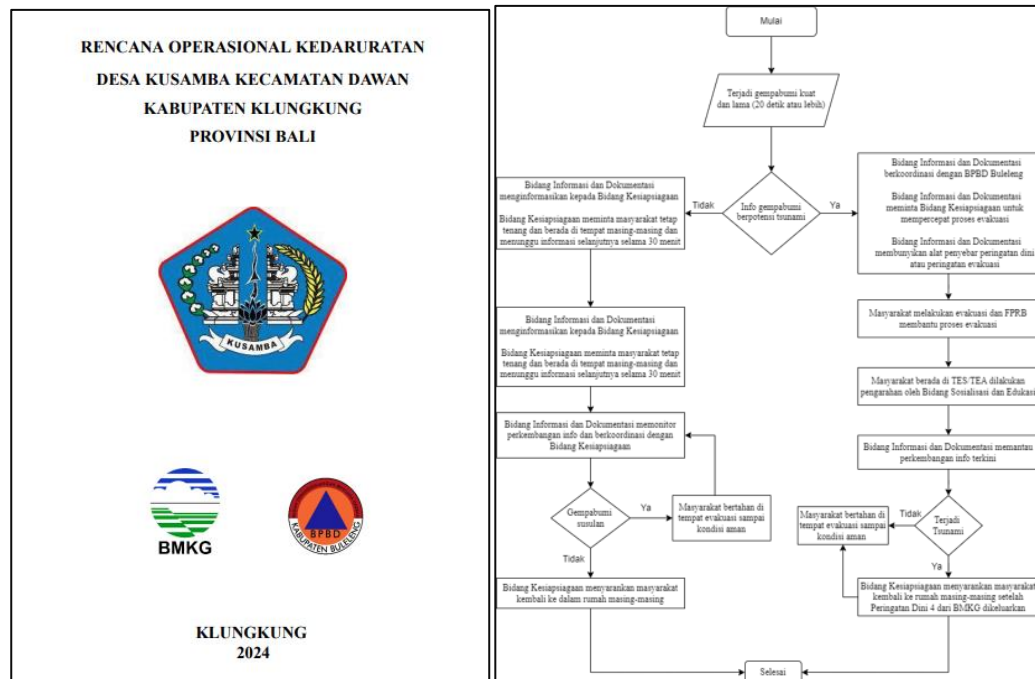 RENCANA OPERASIONAL KEDARURATAN
DESA KUSAMBA KECAMATAN DAWAN
KABUPATEN KLUNGKUNG
PROVINSI BALI
KUSAMBA
BMKG
BPBD
KABUPATEN BULELENG
KLUNGKUNG
2024
Mulai
Terjadi gempabumi kuat
dan lama (20 detik atau lebih)
Info gempabumi
berpotensi tsunami
Tidak
Ya
Bidang Informasi dan Dokumentasi
menginformasikan kepada Bidang Kesiapsiagaan
Bidang Kesiapsiagaan meminta masyarakat tetap
tenang dan berada di tempat masing-masing dan
menunggu informasi selanjutnya selama 30 menit
Bidang Informasi dan Dokumentasi
menginformasikan kepada Bidang Kesiapsiagaan
Bidang Kesiapsiagaan meminta masyarakat tetap
tenang dan berada di tempat masing-masing dan
menunggu informasi selanjutnya selama 30 menit
Bidang Informasi dan Dokumentasi memonitor
perkembangan info dan berkoordinasi dengan
Bidang Kesiapsiagaan
Gempabumi
susulan
Ya
Masyarakat bertahan di
tempat evakuasi sampai
kondisi aman
Tidak
Bidang Kesiapsiagaan menyarankan masyarakat
kembali ke dalam rumah masing-masing
Bidang Informasi dan Dokumentasi
berkoordinasi dengan BPBD Buleleng
Bidang Informasi dan Dokumentasi
meminta Bidang Kesiapsiagaan untuk
mempercepat proses evakuasi
Bidang Informasi dan Dokumentasi
membunyikan alat penyebar peringatan dini
atau peringatan evakuasi
Masyarakat melakukan evakuasi dan FPRB
membantu proses evakuasi
Masyarakat berada di TES/TEA dilakukan
pengarahan oleh Bidang Sosialisasi dan Edukasi
Bidang Informasi dan Dokumentasi memantau
perkembangan info terkini
Terjadi
Tsunami
Tidak
Masyarakat bertahan di
tempat evakuasi sampai
kondisi aman
Ya
Bidang Kesiapsiagaan menyarankan masyarakat
kembali ke rumah masing-masing setelah
Peringatan Dini 4 dari BMKG dikeluarkan
Selesai